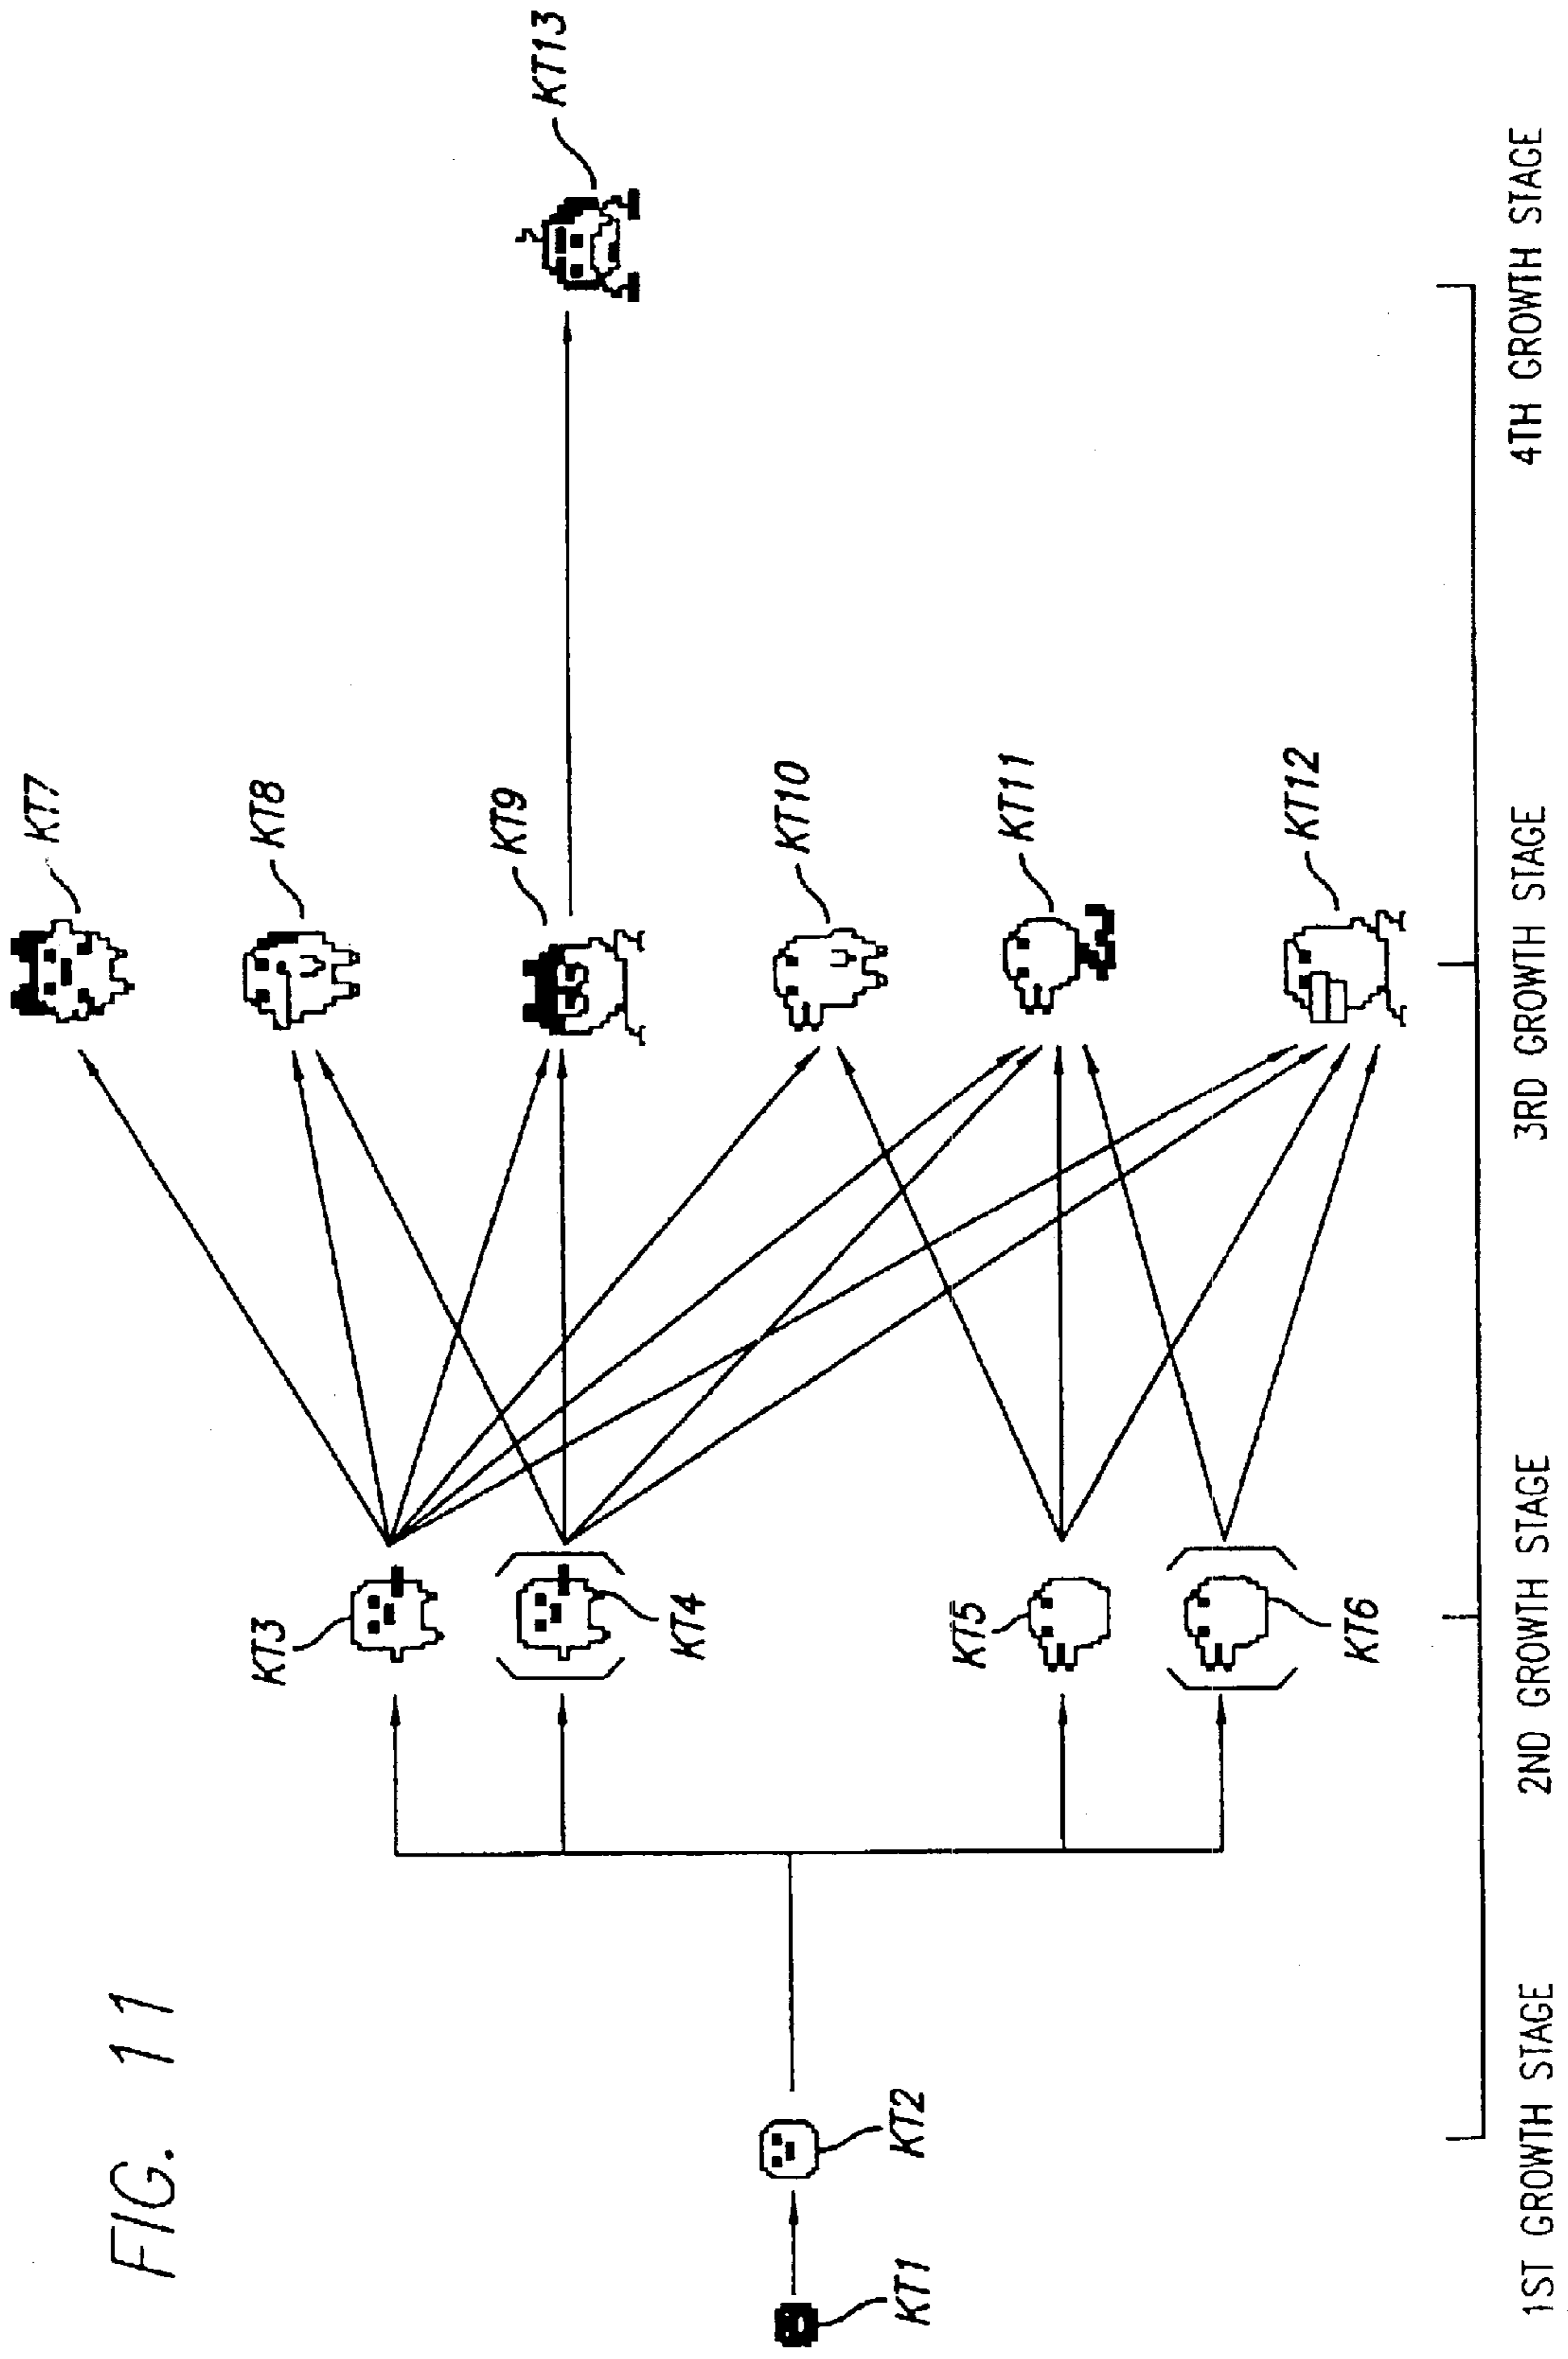 FIG. 11
KT1
KT2
KT3
KT4
KT5
KT6
KT7
KT8
KT9
KT10
KT11
KT12
KT13
1ST GROWTH STAGE
2ND GROWTH STAGE
3RD GROWTH STAGE
4TH GROWTH STAGE